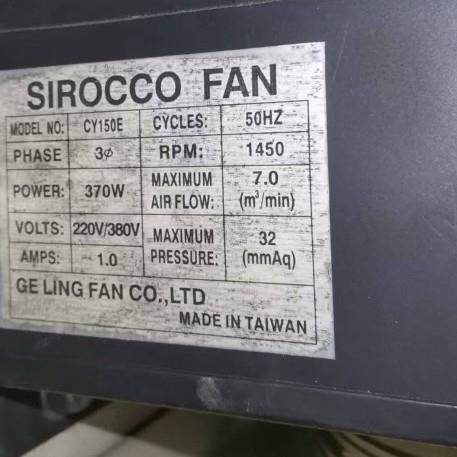 SIROCCO FAN
MODEL NO: CY150E CYCLES: 50HZ
PHASE 3ϕ RPM: 1450
POWER: 370W MAXIMUM AIR FLOW: 7.0 (m³/min)
VOLTS: 220V/380V MAXIMUM PRESSURE: 32 (mmAq)
AMPS: 1.0
GE LING FAN CO.,LTD
MADE IN TAIWAN